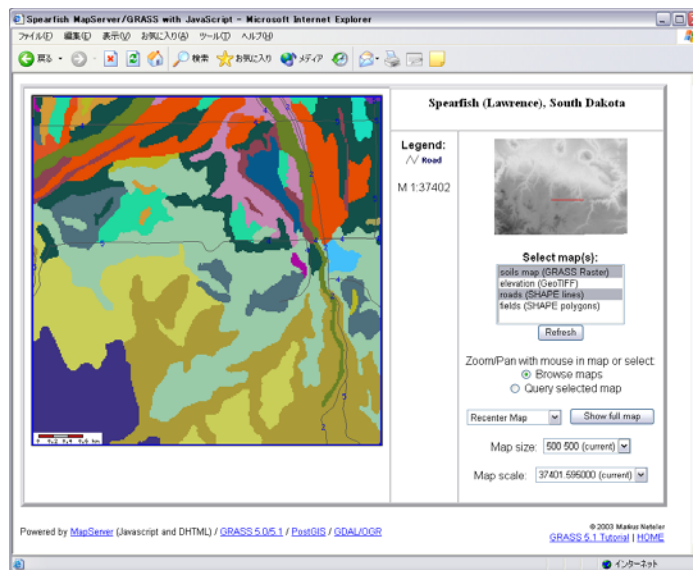 Spearfish MapServer/GRASS with JavaScript - Microsoft Internet Explorer
ファイル(F) 編集(E) 表示(V) お気に入り(A) ツール(T) ヘルプ(H)
戻る 検索 お気に入り メディア
Spearfish (Lawrence), South Dakota
Legend:
Road
M 1:37402
Select map(s):
soils map (GRASS Raster)
elevation (GeoTIFF)
roads (SHAPE lines)
fields (SHAPE polygons)
Refresh
Zoom/Pan with mouse in map or select:
Browse maps
Query selected map
Recenter Map Show full map
Map size: 500 500 (current)
Map scale: 37401.595000 (current)
Powered by MapServer (Javascript and DHTML) / GRASS 5.0/5.1 / PostGIS / GDAL/OGR
© 2003 Markus Neteler
GRASS 5.1 Tutorial | HOME
インターネット